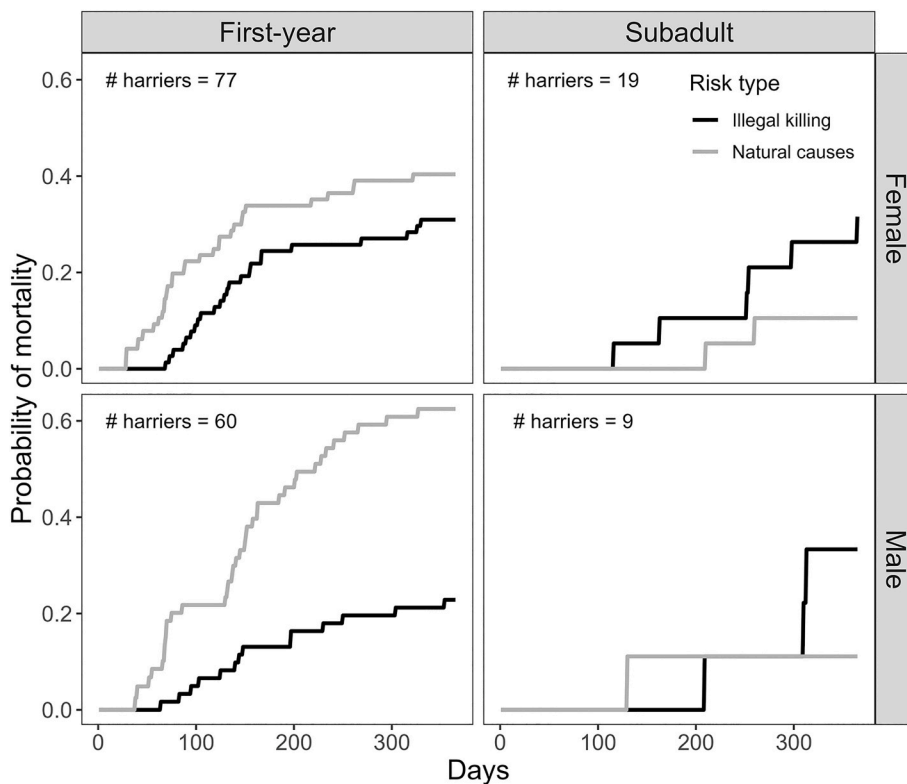 First-year
Subadult
# harriers = 77
# harriers = 19
Risk type
Illegal killing
Natural causes
Female
0.6
0.4
0.2
0.0
# harriers = 60
# harriers = 9
Male
0.6
0.4
0.2
0.0
Probability of mortality
0
100
200
300
0
100
200
300
Days